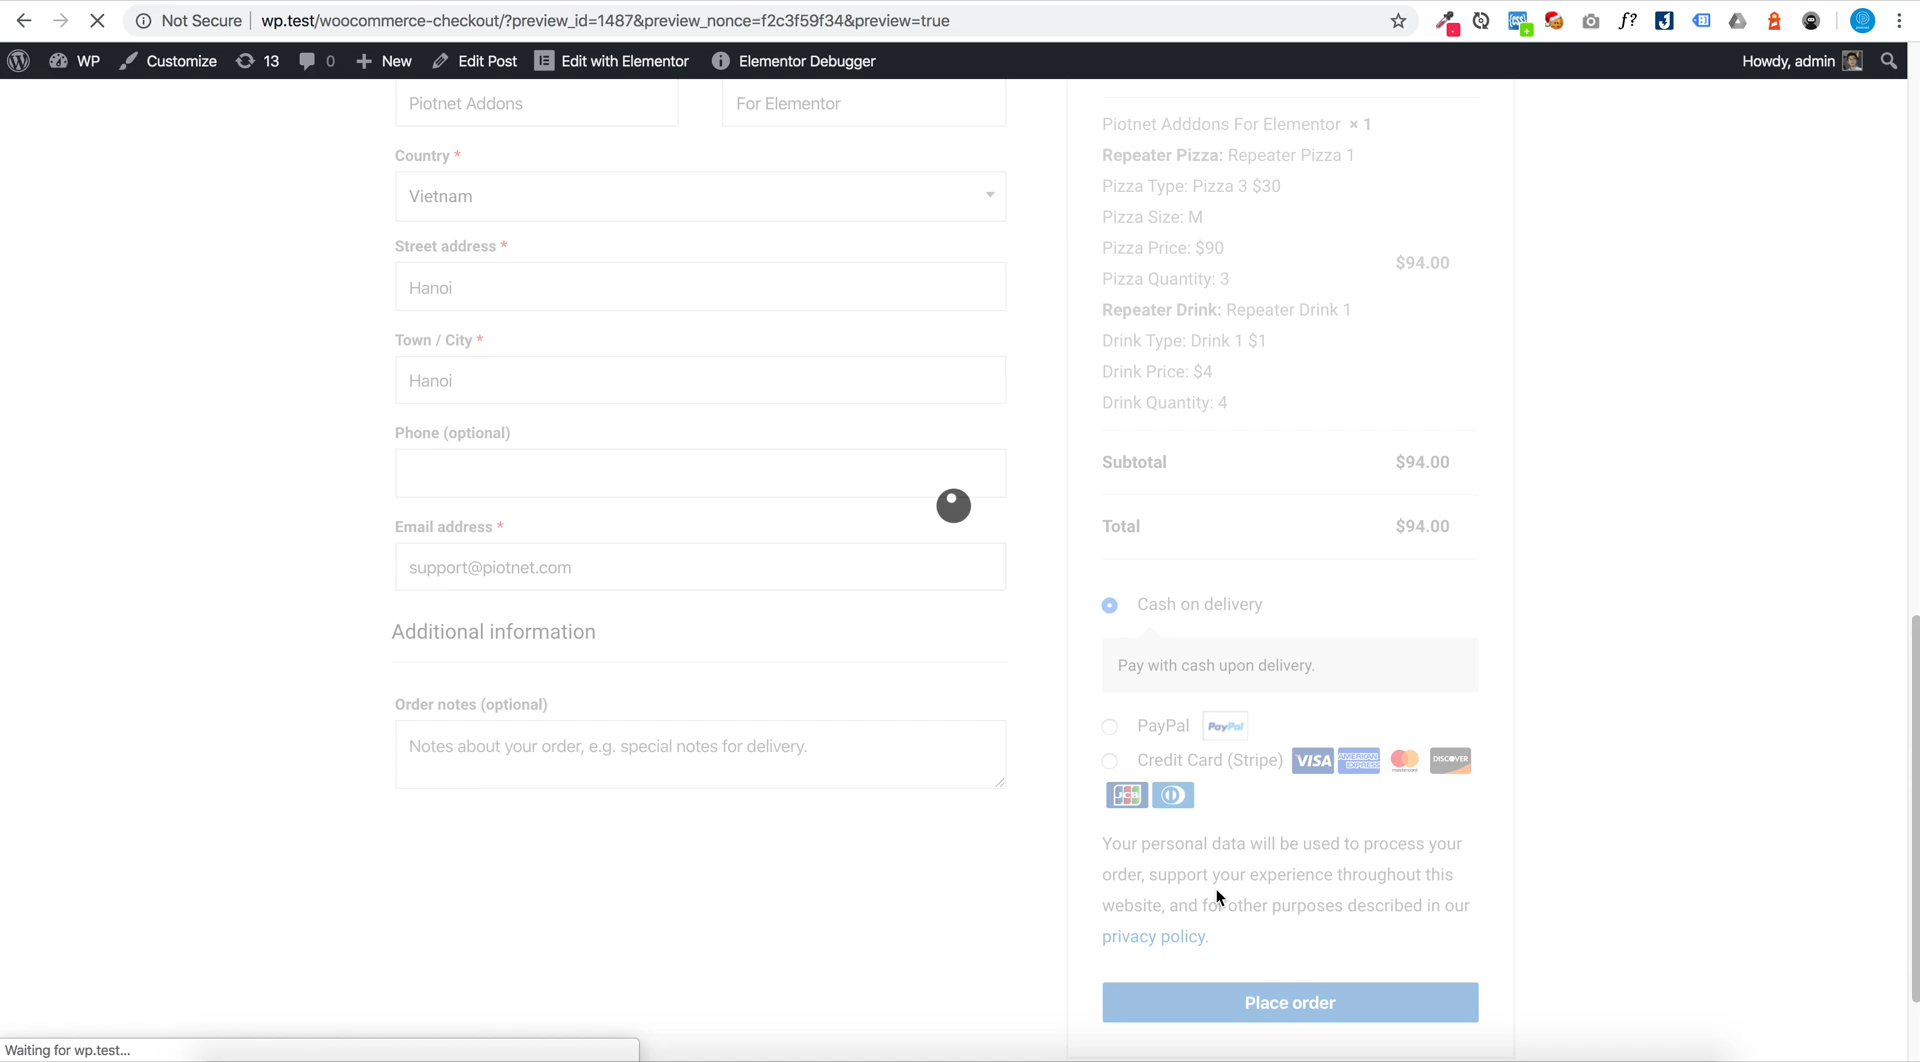 Not Secure
wp.test/woocommerce-checkout/?preview_id=1487&preview_nonce=f2c3f59f34&preview=true
f?
WP
Customize
13
0
New
Edit Post
Edit with Elementor
Elementor Debugger
Howdy, admin
Piotnet Addons
For Elementor
Country *
Vietnam
Street address *
Hanoi
Town / City *
Hanoi
Phone (optional)
Email address *
support@piotnet.com
Additional information
Order notes (optional)
Notes about your order, e.g. special notes for delivery.
Piotnet Adddons For Elementor × 1
Repeater Pizza: Repeater Pizza 1
Pizza Type: Pizza 3 $30
Pizza Size: M
Pizza Price: $90
Pizza Quantity: 3
$94.00
Repeater Drink: Repeater Drink 1
Drink Type: Drink 1 $1
Drink Price: $4
Drink Quantity: 4
Subtotal $94.00
Total $94.00
Cash on delivery
Pay with cash upon delivery.
PayPal PayPal
Credit Card (Stripe) VISA AMERICAN EXPRESS mastercard DISCOVER
JCB
Your personal data will be used to process your
order, support your experience throughout this
website, and for other purposes described in our
privacy policy.
Place order
Waiting for wp.test...